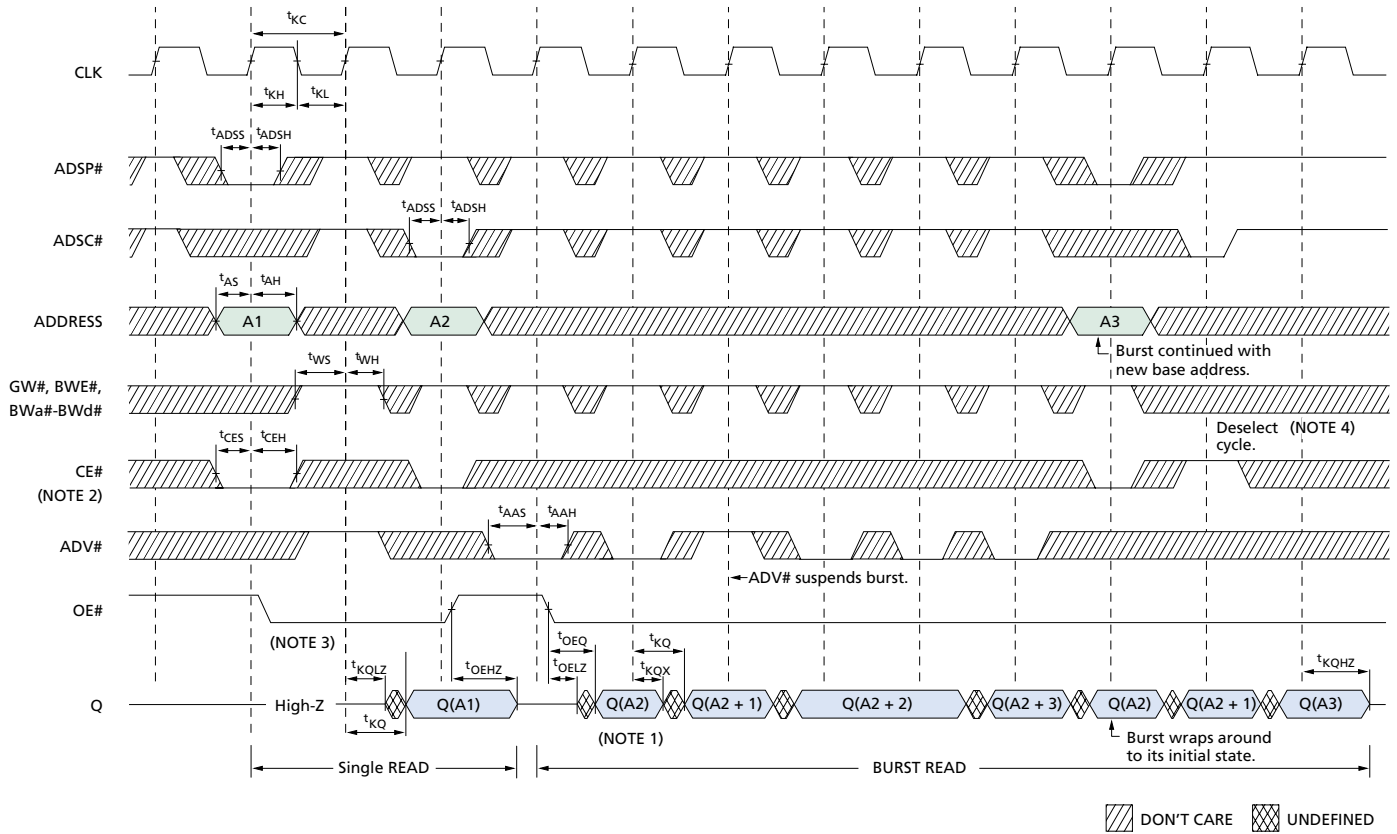 tKC
CLK
tKH
tKL
tADSS
tADSH
ADSP#
tADSS
tADSH
ADSC#
tAS
tAH
ADDRESS
A1
A2
A3
Burst continued with
new base address.
tWS
tWH
GW#, BWE#,
BWa#-BWd#
Deselect (NOTE 4)
cycle.
tCES
tCEH
CE#
(NOTE 2)
tAAS
tAAH
ADV#
ADV# suspends burst.
OE#
(NOTE 3)
tKQLZ
tOEHZ
tOEQ
tOELZ
tKQ
tKQX
tKQHZ
Q
High-Z
Q(A1)
Q(A2)
Q(A2 + 1)
Q(A2 + 2)
Q(A2 + 3)
Q(A2)
Q(A2 + 1)
Q(A3)
tKQ
(NOTE 1)
Burst wraps around
to its initial state.
Single READ
BURST READ
DON'T CARE
UNDEFINED